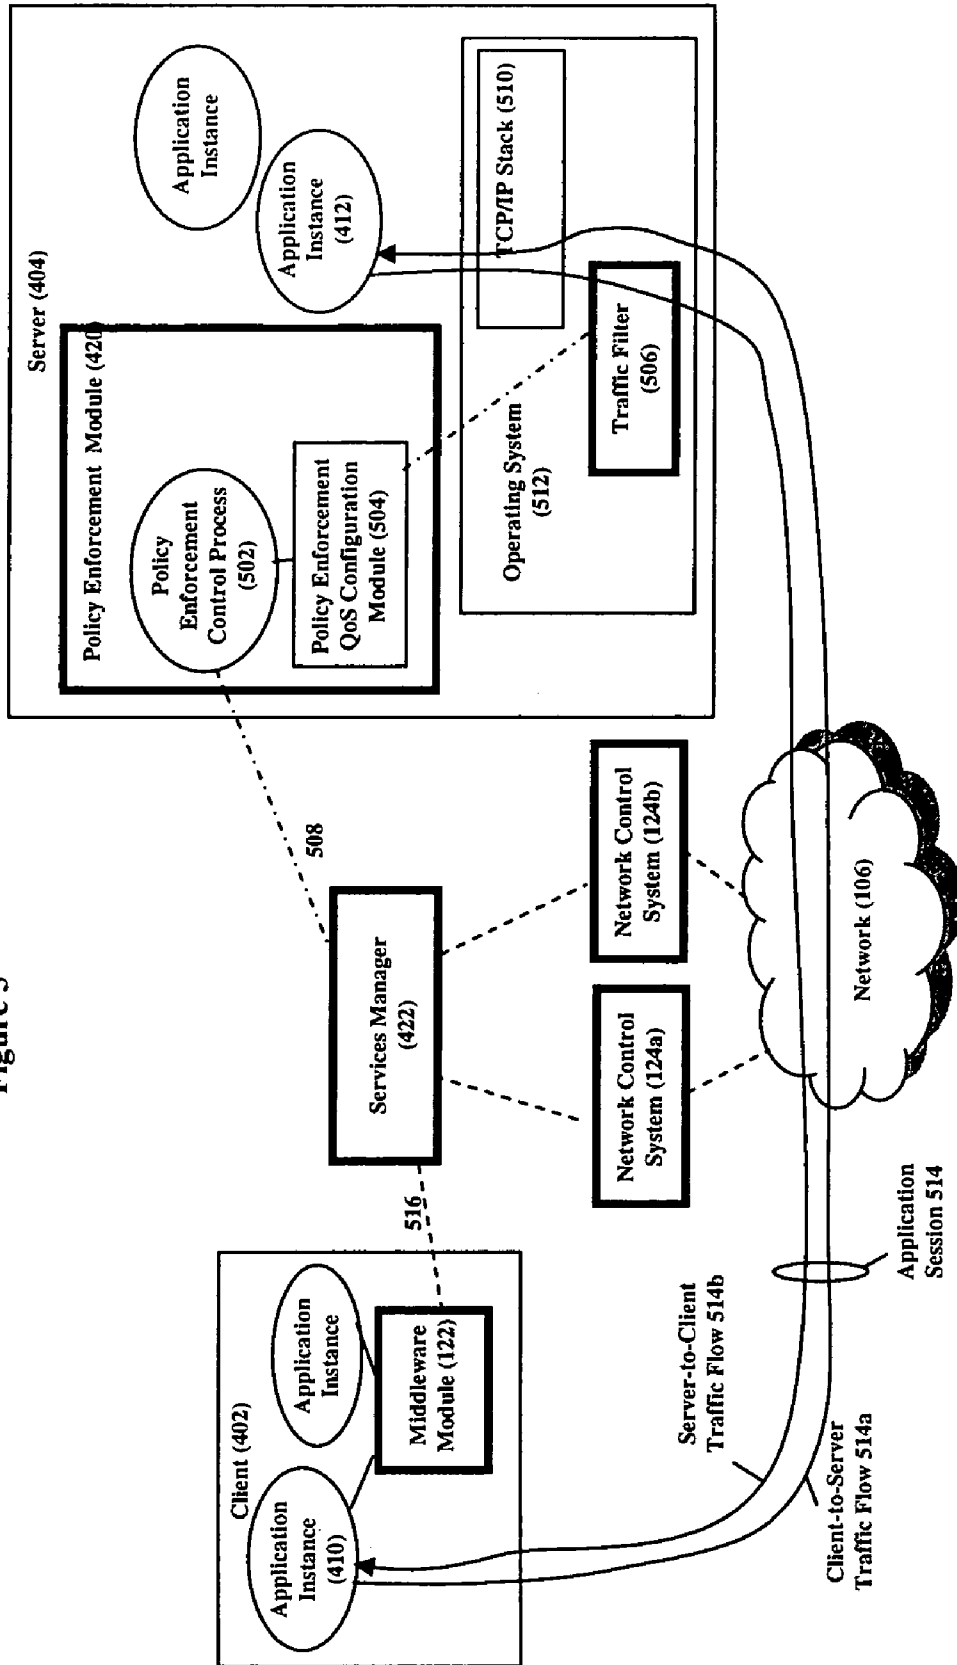 Figure 5
Client (402)
Application
Instance
(410)
Application
Instance
Middleware
Module (122)
516
Services Manager
(422)
508
Network Control
System (124a)
Network Control
System (124b)
Server (404)
Policy Enforcement Module (420)
Policy
Enforcement
Control Process
(502)
Policy Enforcement
QoS Configuration
Module (504)
Application
Instance
Application
Instance
(412)
TCP/IP Stack (510)
Operating System
(512)
Traffic Filter
(506)
Server-to-Client
Traffic Flow 514b
Client-to-Server
Traffic Flow 514a
Application
Session 514
Network (106)